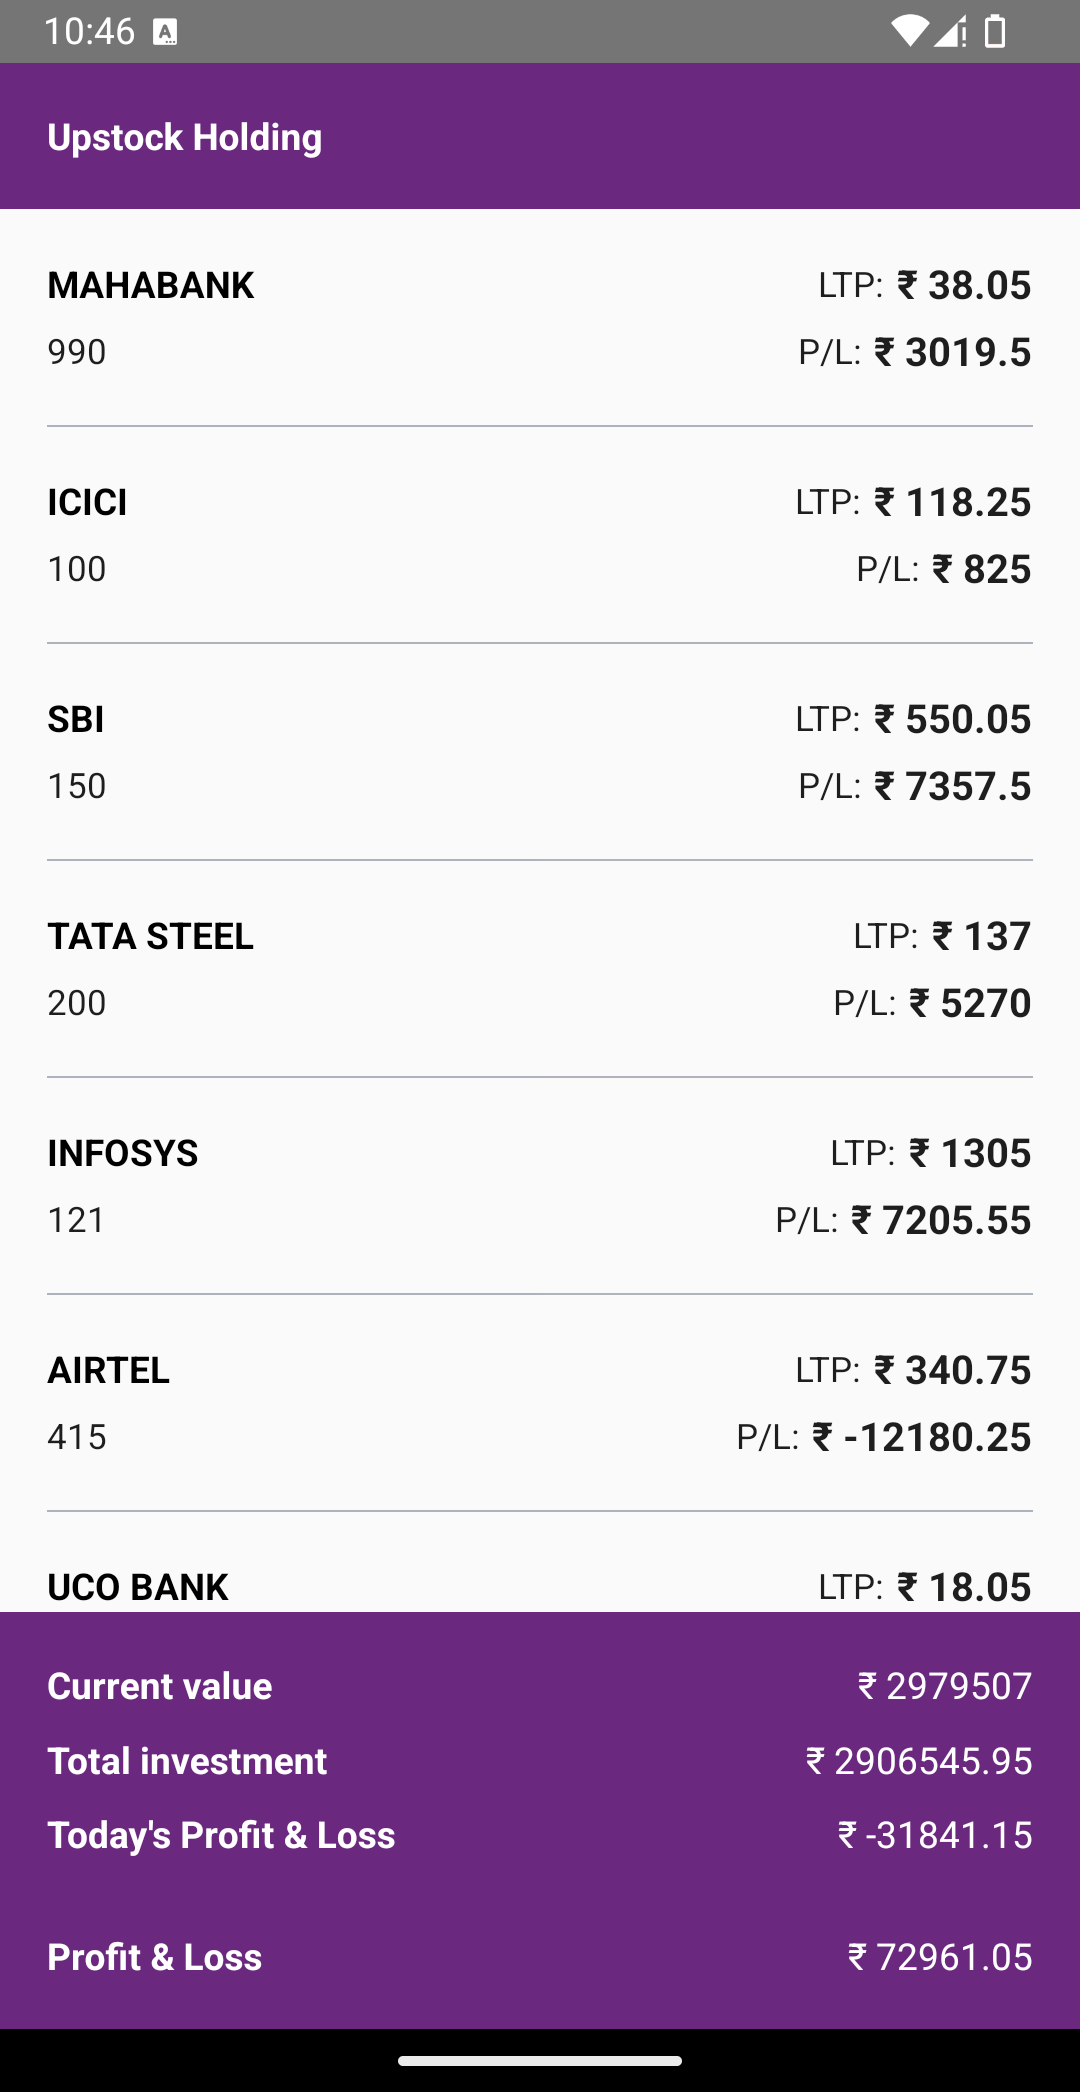 10:46
Upstock Holding
MAHABANK LTP: ₹ 38.05
990 P/L: ₹ 3019.5
ICICI LTP: ₹ 118.25
100 P/L: ₹ 825
SBI LTP: ₹ 550.05
150 P/L: ₹ 7357.5
TATA STEEL LTP: ₹ 137
200 P/L: ₹ 5270
INFOSYS LTP: ₹ 1305
121 P/L: ₹ 7205.55
AIRTEL LTP: ₹ 340.75
415 P/L: ₹ -12180.25
UCO BANK LTP: ₹ 18.05
Current value ₹ 2979507
Total investment ₹ 2906545.95
Today's Profit & Loss ₹ -31841.15
Profit & Loss ₹ 72961.05